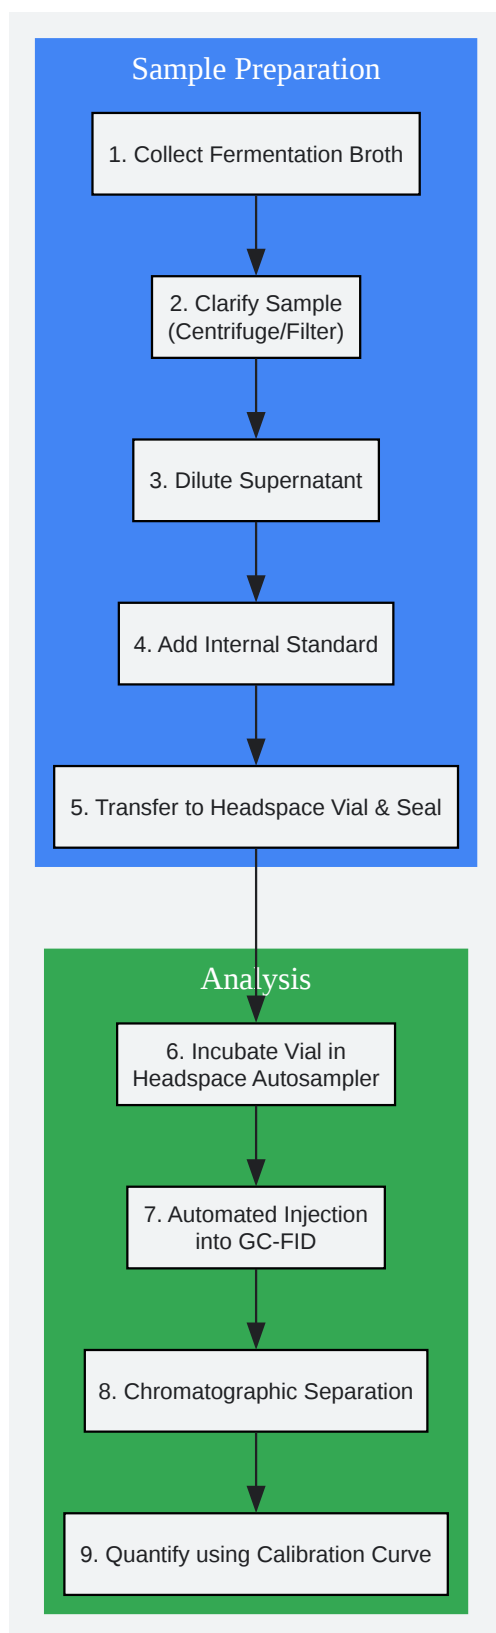 Sample Preparation
1. Collect Fermentation Broth
2. Clarify Sample
(Centrifuge/Filter)
3. Dilute Supernatant
4. Add Internal Standard
5. Transfer to Headspace Vial & Seal
Analysis
6. Incubate Vial in
Headspace Autosampler
7. Automated Injection
into GC-FID
8. Chromatographic Separation
9. Quantify using Calibration Curve